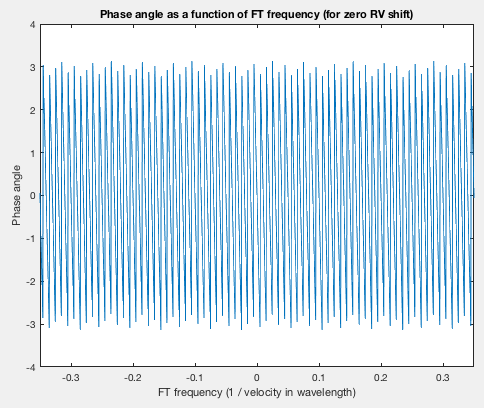 Phase angle as a function of FT frequency (for zero RV shift)
4
3
2
1
0
-1
-2
-3
-4
Phase angle
-0.3 -0.2 -0.1 0 0.1 0.2 0.3
FT frequency (1 / velocity in wavelength)